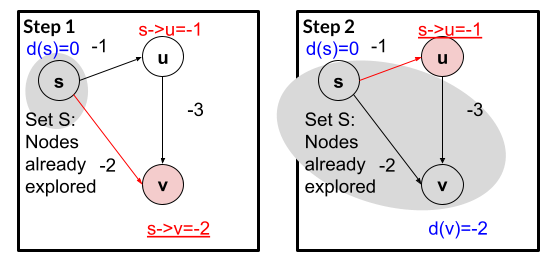 Step 1
s->u=-1
d(s)=0
-1
u
s
-3
Set S:
Nodes
already
explored
-2
v
s->v=-2
Step 2
s->u=-1
d(s)=0
-1
u
s
-3
Set S:
Nodes
already
explored
-2
v
d(v)=-2